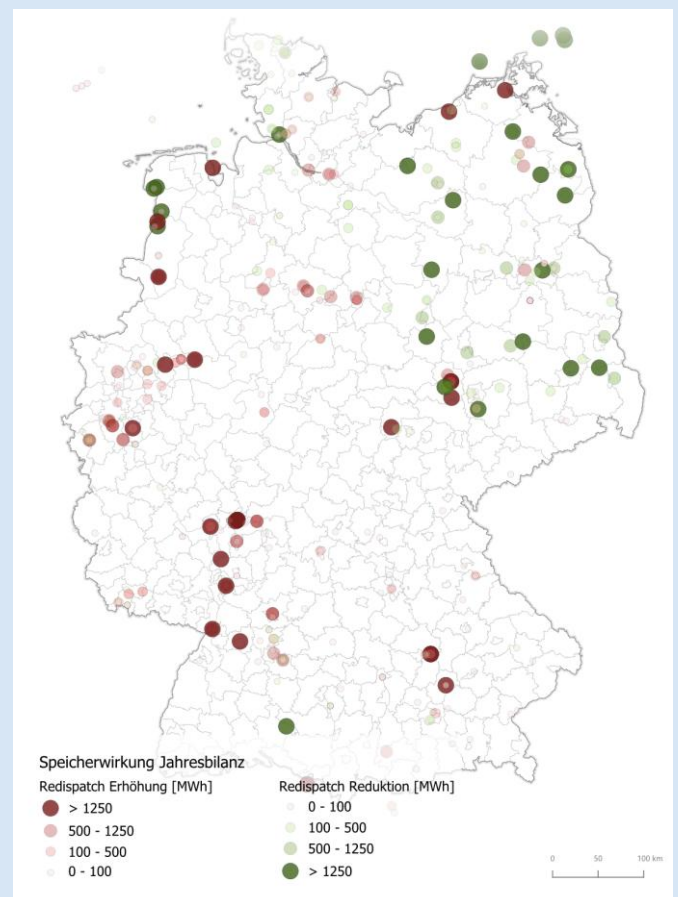 Speicherwirkung Jahresbilanz
Redispatch Erhöhung [MWh]
> 1250
500 - 1250
100 - 500
0 - 100
Redispatch Reduktion [MWh]
0 - 100
100 - 500
500 - 1250
> 1250
0 50 100 km